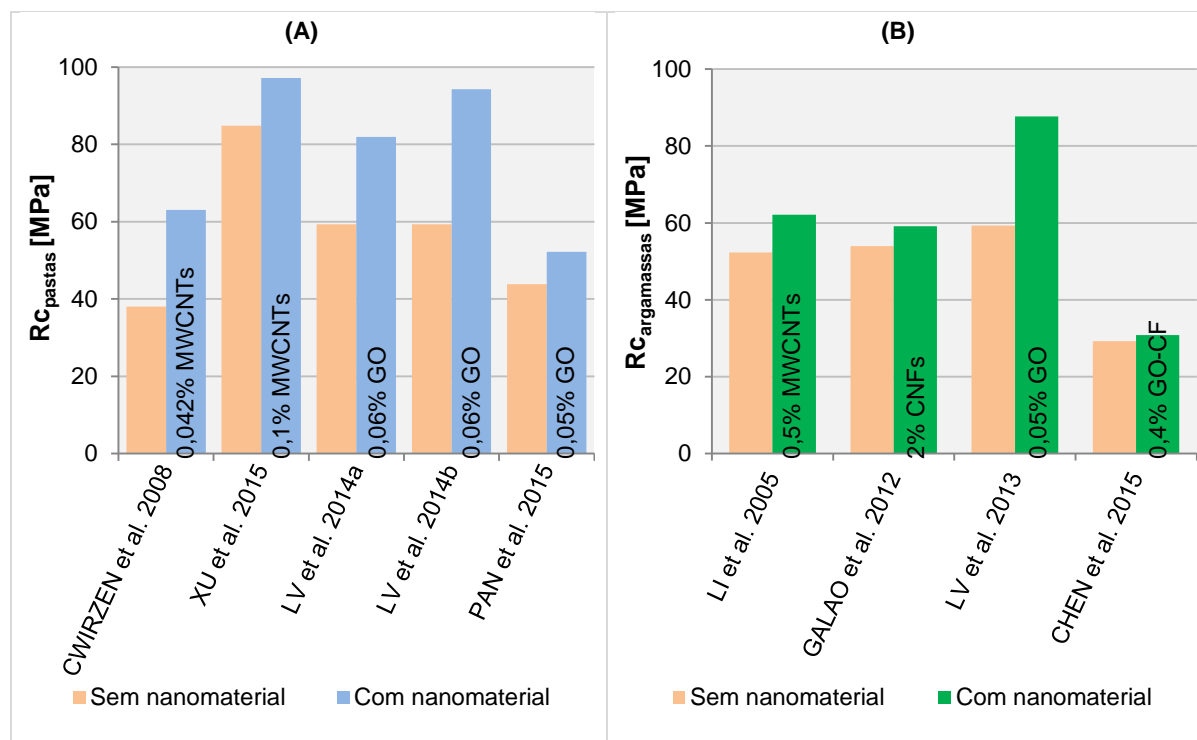 (A)
Rc pastas [MPa]
100
80
60
40
20
0
0,042% MWCNTs
0,1% MWCNTs
0,06% GO
0,06% GO
0,05% GO
CWIRZEN et al. 2008
XU et al. 2015
LV et al. 2014a
LV et al. 2014b
PAN et al. 2015
Sem nanomaterial
Com nanomaterial
(B)
Rc argamassas [MPa]
100
80
60
40
20
0
0,5% MWCNTs
2% CNFs
0,05% GO
0,4% GO-CF
LI et al. 2005
GALAO et al. 2012
LV et al. 2013
CHEN et al. 2015
Sem nanomaterial
Com nanomaterial